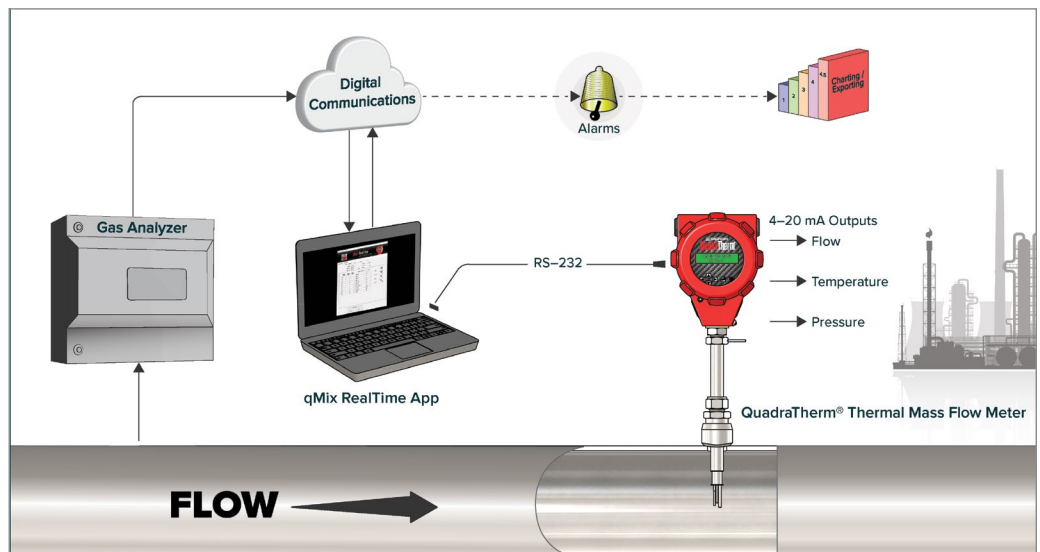 Digital
Communications
Alarms
1
2
3
4
4.5
Charting /
Exporting
Gas Analyzer
4–20 mA Outputs
Flow
RS–232
Temperature
Pressure
qMix RealTime App
QuadraTherm® Thermal Mass Flow Meter
FLOW